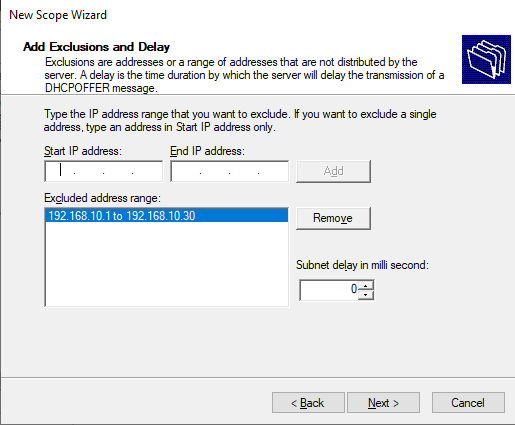 New Scope Wizard
Add Exclusions and Delay
Exclusions are addresses or a range of addresses that are not distributed by the
server. A delay is the time duration by which the server will delay the transmission of a
DHCPOFFER message.
Type the IP address range that you want to exclude. If you want to exclude a single
address, type an address in Start IP address only.
Start IP address:
End IP address:
Add
Excluded address range:
192.168.10.1 to 192.168.10.30
Remove
Subnet delay in milli second:
0
< Back
Next >
Cancel